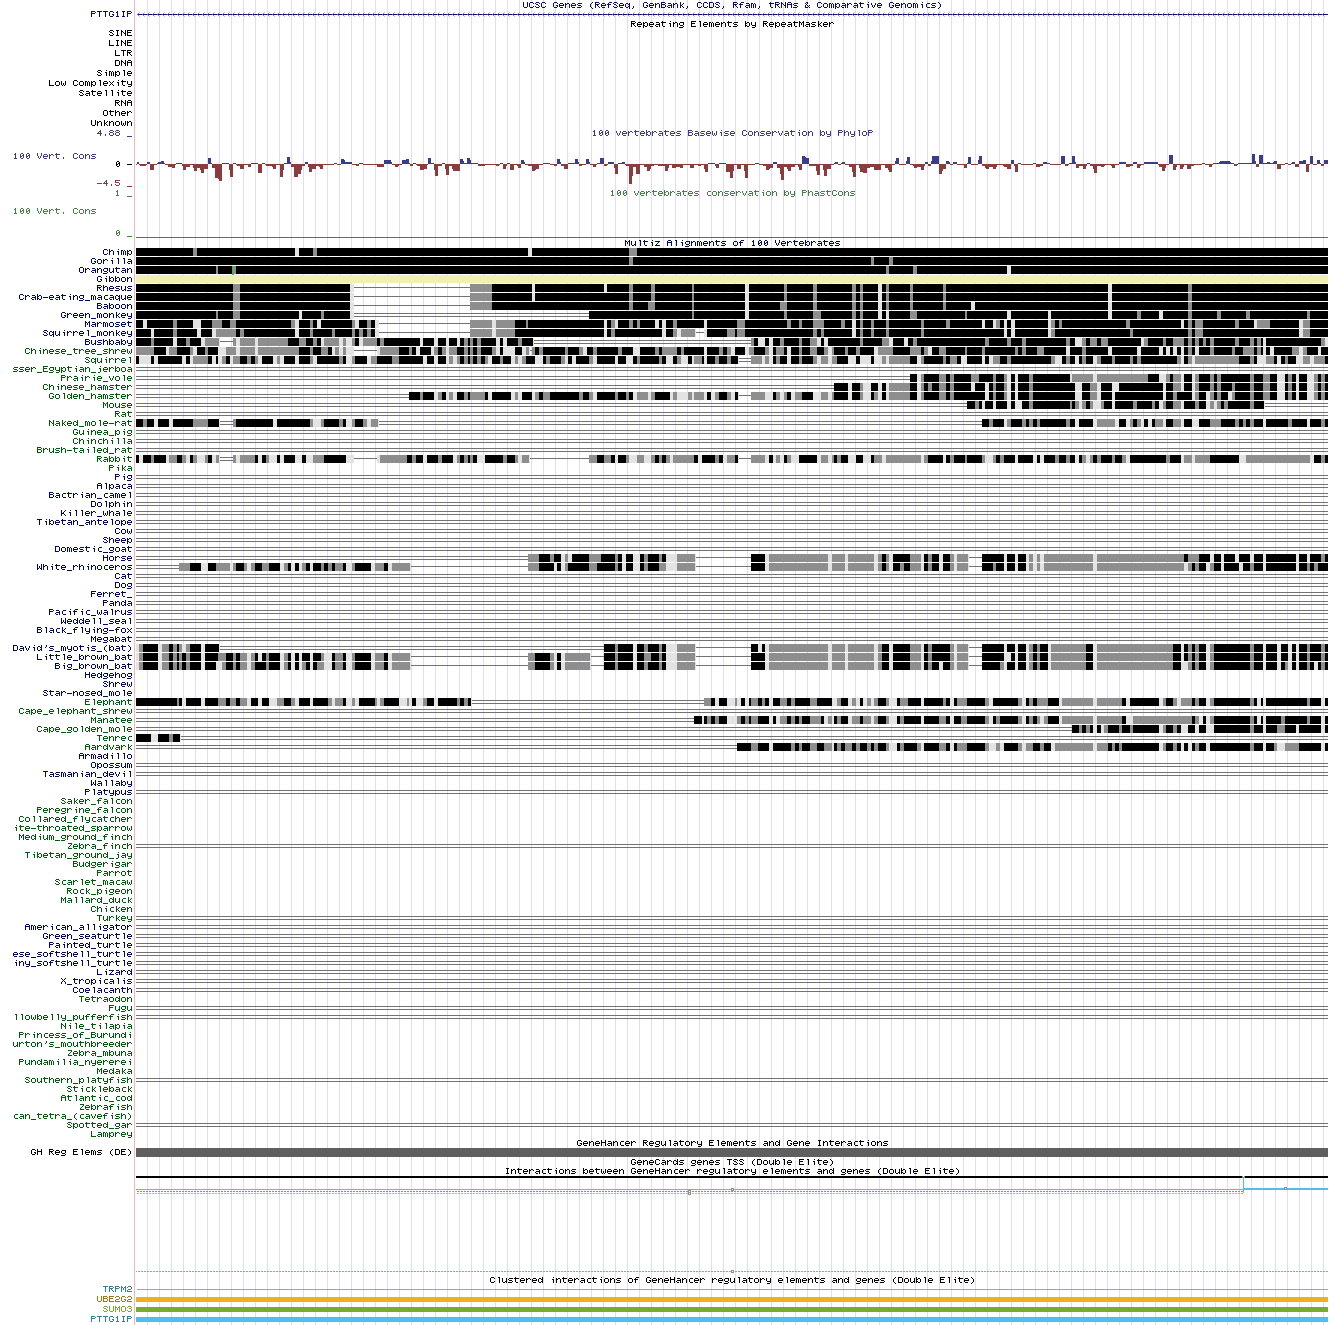 UCSC Genes (RefSeq, GenBank, CCDS, Rfam, tRNAs & Comparative Genomics)
PTTG1IP
Repeating Elements by RepeatMasker
SINE
LINE
LTR
DNA
Simple
Low Complexity
Satellite
RNA
Other
Unknown
4.88 _
100 vertebrates Basewise Conservation by PhyloP
100 Vert. Cons
0 -
-4.5 _
1 _
100 vertebrates conservation by PhastCons
100 Vert. Cons
0 _
Multiz Alignments of 100 Vertebrates
Chimp
Gorilla
Orangutan
Gibbon
Rhesus
Crab-eating_macaque
Baboon
Green_monkey
Marmoset
Squirrel_monkey
Bushbaby
Chinese_tree_shrew
Squirrel
sser_Egyptian_jerboa
Prairie_vole
Chinese_hamster
Golden_hamster
Mouse
Rat
Naked_mole-rat
Guinea_pig
Chinchilla
Brush-tailed_rat
Rabbit
Pika
Pig
Alpaca
Bactrian_camel
Dolphin
Killer_whale
Tibetan_antelope
Cow
Sheep
Domestic_goat
Horse
White_rhinoceros
Cat
Dog
Ferret_
Panda
Pacific_walrus
Weddell_seal
Black_flying-fox
Megabat
David's_myotis_(bat)
Little_brown_bat
Big_brown_bat
Hedgehog
Shrew
Star-nosed_mole
Elephant
Cape_elephant_shrew
Manatee
Cape_golden_mole
Tenrec
Aardvark
Armadillo
Opossum
Tasmanian_devil
Wallaby
Platypus
Saker_falcon
Peregrine_falcon
Collared_flycatcher
ite-throated_sparrow
Medium_ground_finch
Zebra_finch
Tibetan_ground_jay
Budgerigar
Parrot
Scarlet_macaw
Rock_pigeon
Mallard_duck
Chicken
Turkey
American_alligator
Green_seaturtle
Painted_turtle
ese_softshell_turtle
iny_softshell_turtle
Lizard
X_tropicalis
Coelacanth
Tetraodon
Fugu
llowbelly_pufferfish
Nile_tilapia
Princess_of_Burundi
urton's_mouthbreeder
Zebra_mbuna
Pundamilia_nyererei
Medaka
Southern_platyfish
Stickleback
Atlantic_cod
Zebrafish
can_tetra_(cavefish)
Spotted_gar
Lamprey
GeneHancer Regulatory Elements and Gene Interactions
GH Reg Elems (DE)
GeneCards genes TSS (Double Elite)
Interactions between GeneHancer regulatory elements and genes (Double Elite)
Clustered interactions of GeneHancer regulatory elements and genes (Double Elite)
TRPM2
UBE2G2
SUMO3
PTTG1IP